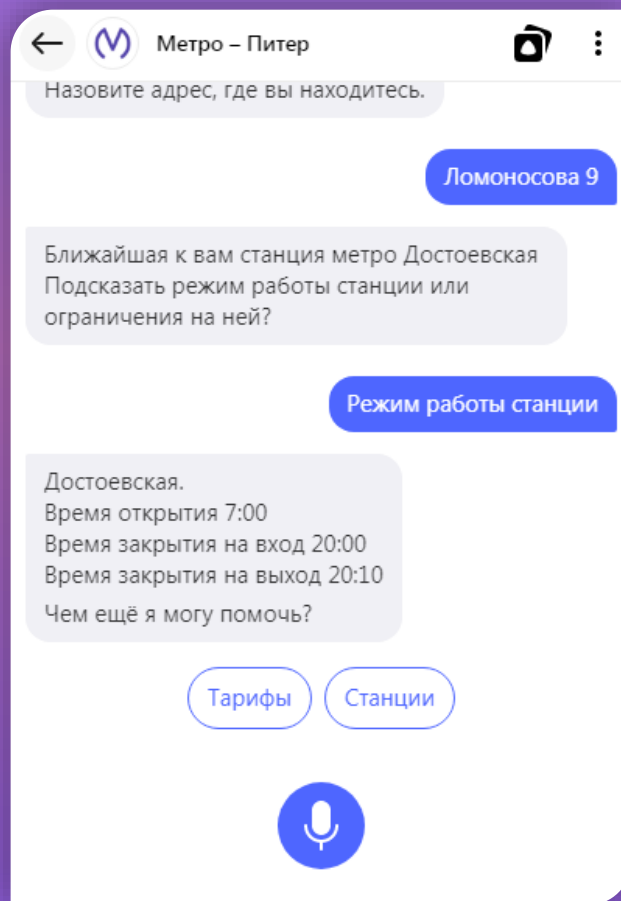 Метро – Питер
Назовите адрес, где вы находитесь.
Ломоносова 9
Ближайшая к вам станция метро Достоевская
Подсказать режим работы станции или
ограничения на ней?
Режим работы станции
Достоевская.
Время открытия 7:00
Время закрытия на вход 20:00
Время закрытия на выход 20:10
Чем ещё я могу помочь?
Тарифы
Станции